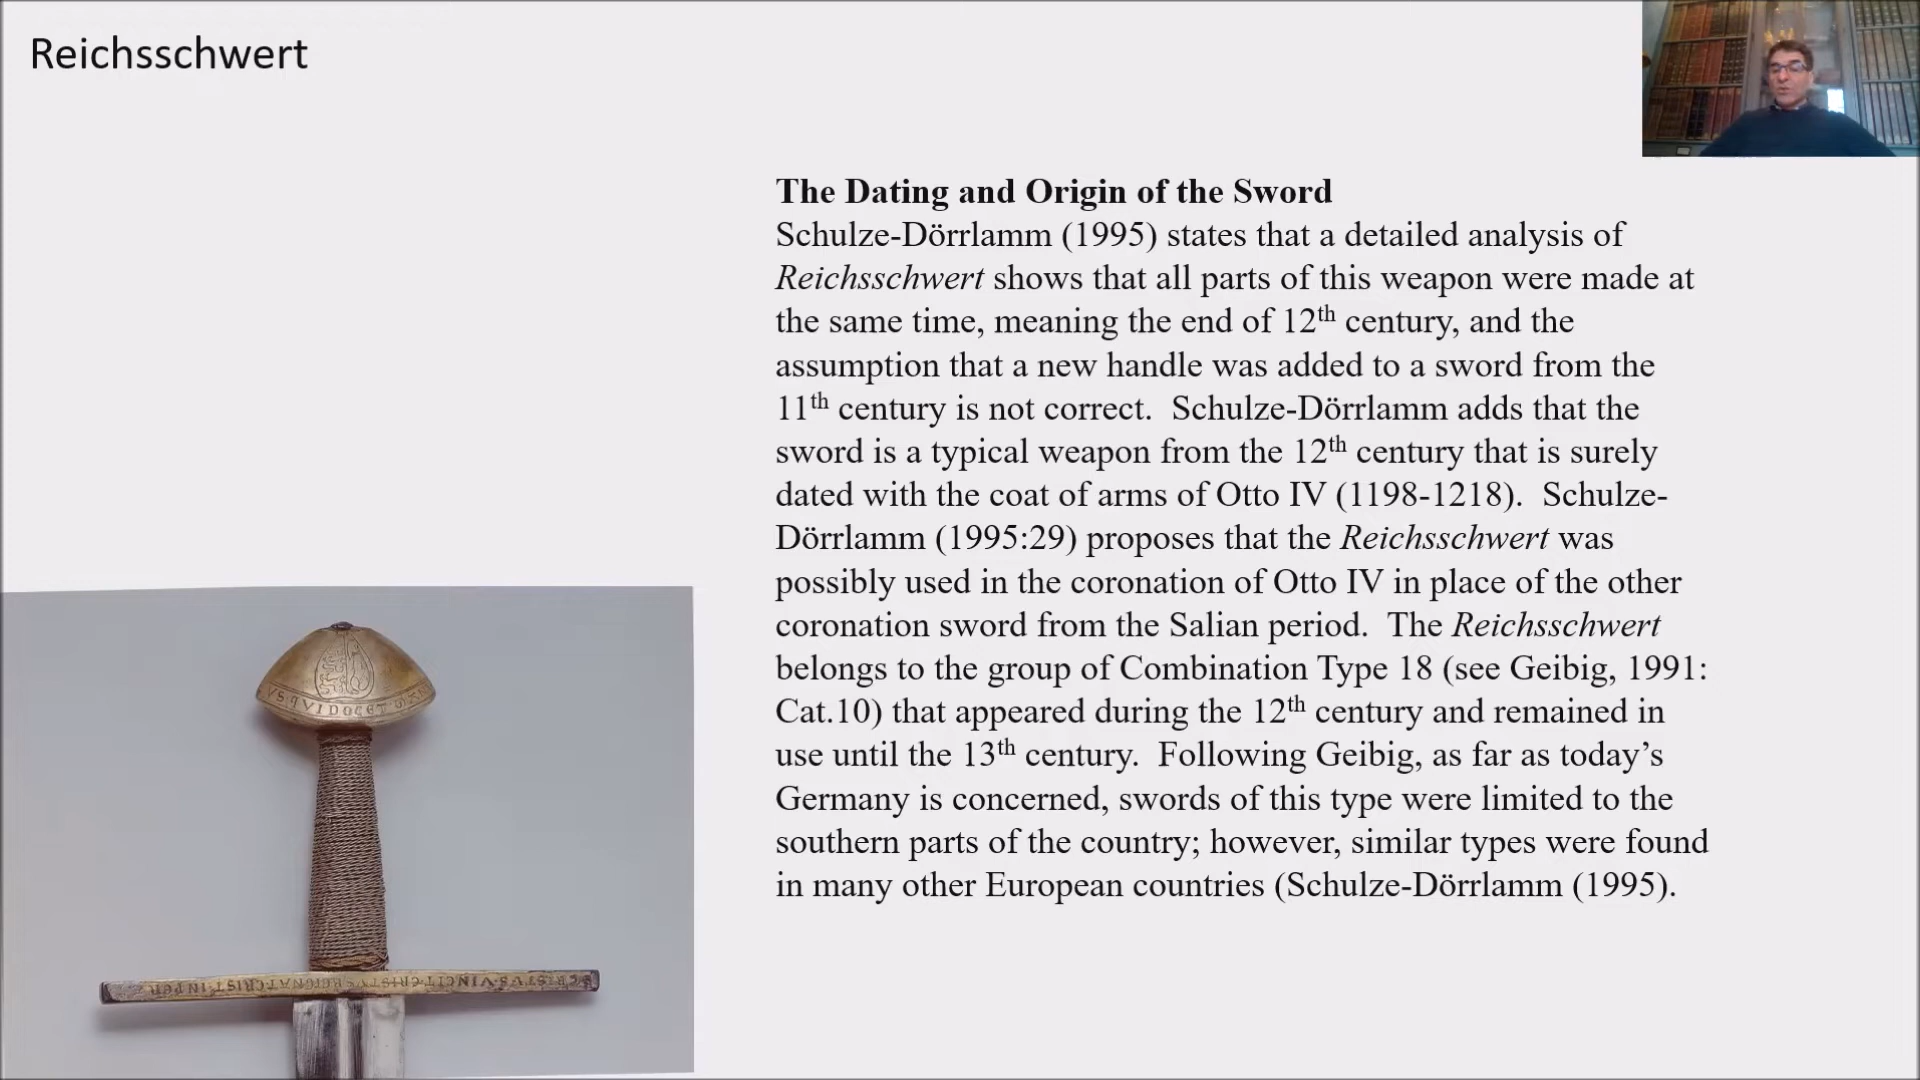 Reichsschwert
The Dating and Origin of the Sword
Schulze-Dörrlamm (1995) states that a detailed analysis of
Reichsschwert shows that all parts of this weapon were made at
the same time, meaning the end of 12th century, and the
assumption that a new handle was added to a sword from the
11th century is not correct.  Schulze-Dörrlamm adds that the
sword is a typical weapon from the 12th century that is surely
dated with the coat of arms of Otto IV (1198-1218).  Schulze-
Dörrlamm (1995:29) proposes that the Reichsschwert was
possibly used in the coronation of Otto IV in place of the other
coronation sword from the Salian period.  The Reichsschwert
belongs to the group of Combination Type 18 (see Geibig, 1991:
Cat.10) that appeared during the 12th century and remained in
use until the 13th century.  Following Geibig, as far as today’s
Germany is concerned, swords of this type were limited to the
southern parts of the country; however, similar types were found
in many other European countries (Schulze-Dörrlamm (1995).
VS·QVI DOCET
CRISTVS·VINCIT·CRISTVS·REIGNAT·CRIST·INPER